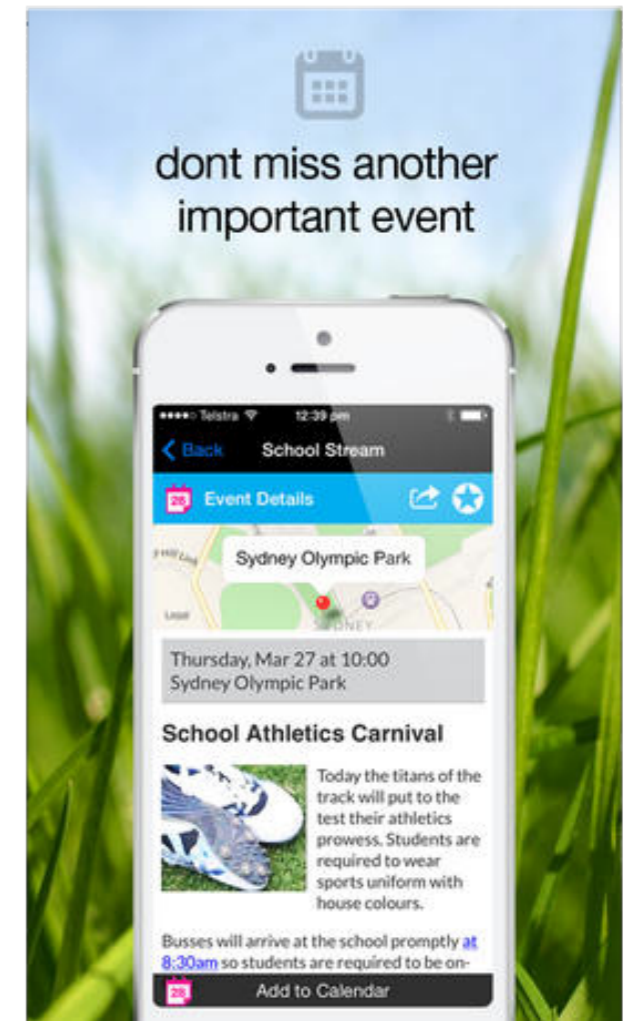 dont miss another
important event
Telstra 12:39 pm
Back School Stream
28 Event Details
Sydney Olympic Park
SYDNEY
Thursday, Mar 27 at 10:00
Sydney Olympic Park
School Athletics Carnival
Today the titans of the
track will put to the
test their athletics
prowess. Students are
required to wear
sports uniform with
house colours.
Busses will arrive at the school promptly at
8:30am so students are required to be on-
28 Add to Calendar